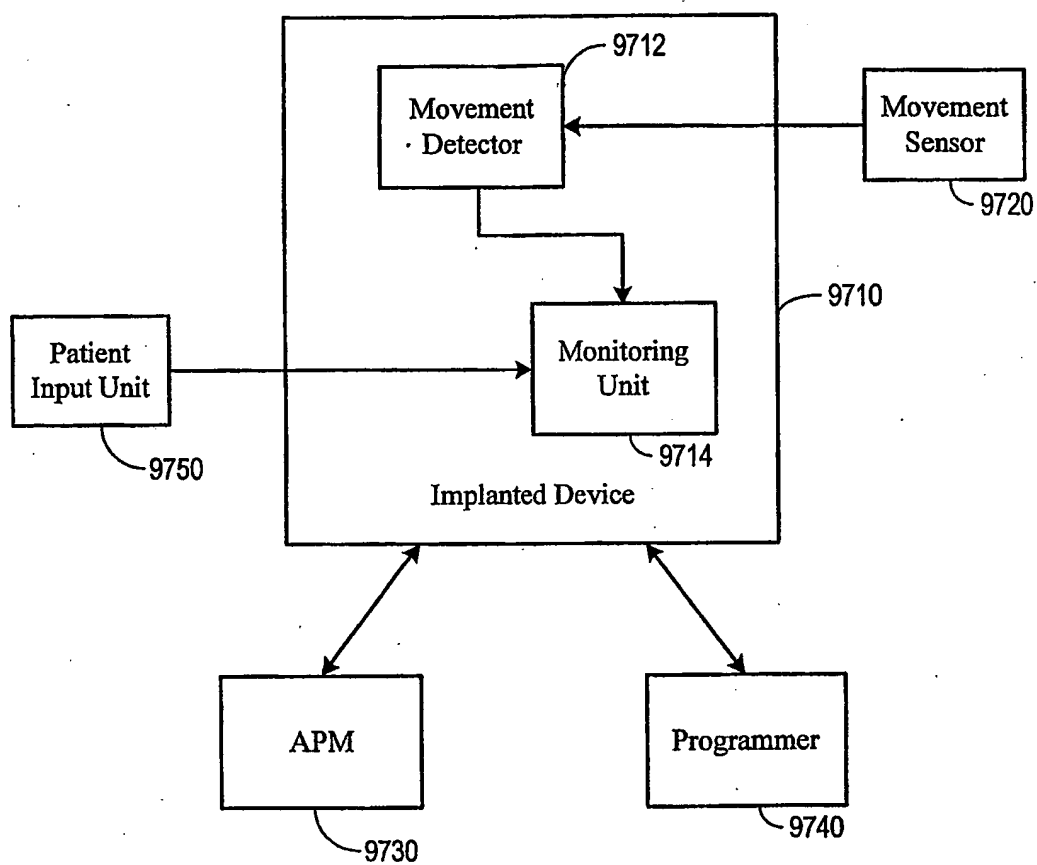 9712
Movement
Detector
Movement
Sensor
9720
9710
Patient
Input Unit
9750
Monitoring
Unit
9714
Implanted Device
APM
9730
Programmer
9740